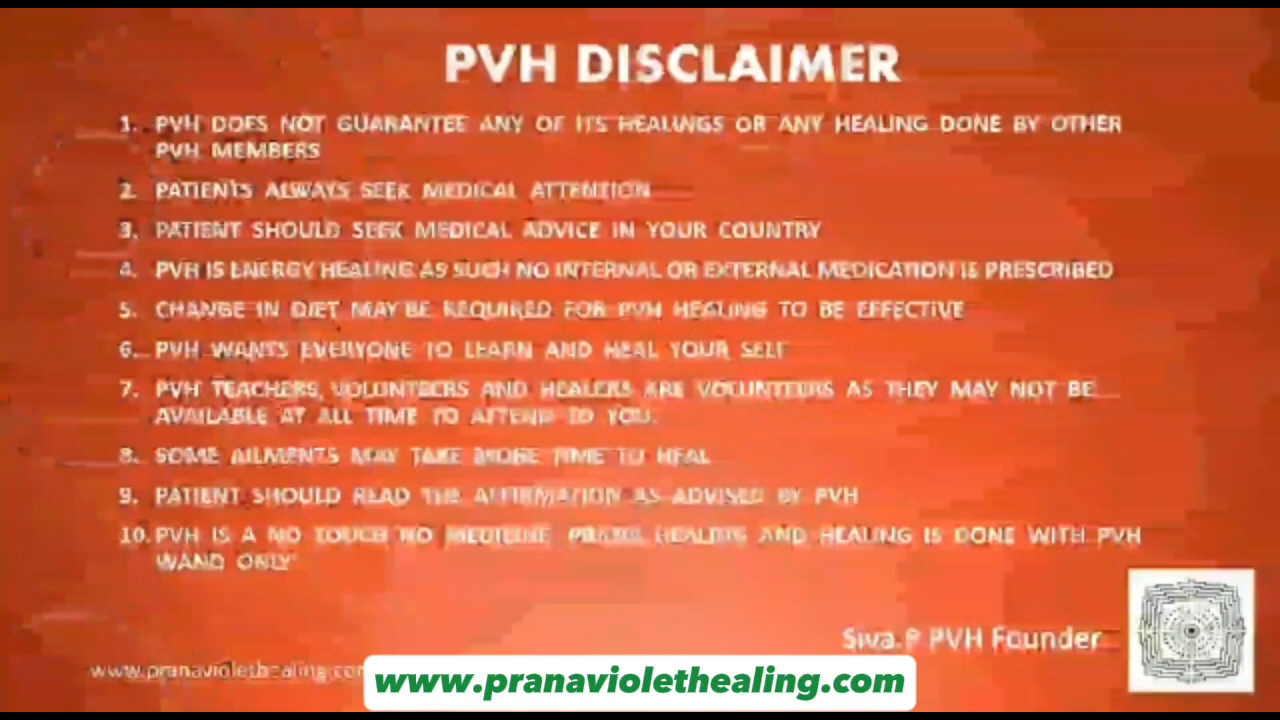 PVH DISCLAIMER
1. PVH DOES NOT GUARANTEE ANY OF ITS HEALINGS OR ANY HEALING DONE BY OTHER
PVH MEMBERS
2. PATIENTS ALWAYS SEEK MEDICAL ATTENTION
3. PATIENT SHOULD SEEK MEDICAL ADVICE IN YOUR COUNTRY
4. PVH IS ENERGY HEALING AS SUCH NO INTERNAL OR EXTERNAL MEDICATION IS PRESCRIBED
5. CHANGE IN DIET MAY BE REQUIRED FOR PVH HEALING TO BE EFFECTIVE
6. PVH WANTS EVERYONE TO LEARN AND HEAL YOUR SELF
7. PVH TEACHERS, VOLUNTEERS AND HEALERS ARE VOLUNTEERS AS THEY MAY NOT BE
AVAILABLE AT ALL TIME TO ATTEND TO YOU.
8. SOME AILMENTS MAY TAKE MORE TIME TO HEAL
9. PATIENT SHOULD READ THE AFFIRMATION AS ADVISED BY PVH
10. PVH IS A NO TOUCH NO MEDICINE PRANA HEALING AND HEALING IS DONE WITH PVH
WAND ONLY
Siva.P PVH Founder
www.pranaviolethealing.com
www.pranaviolethealing.com